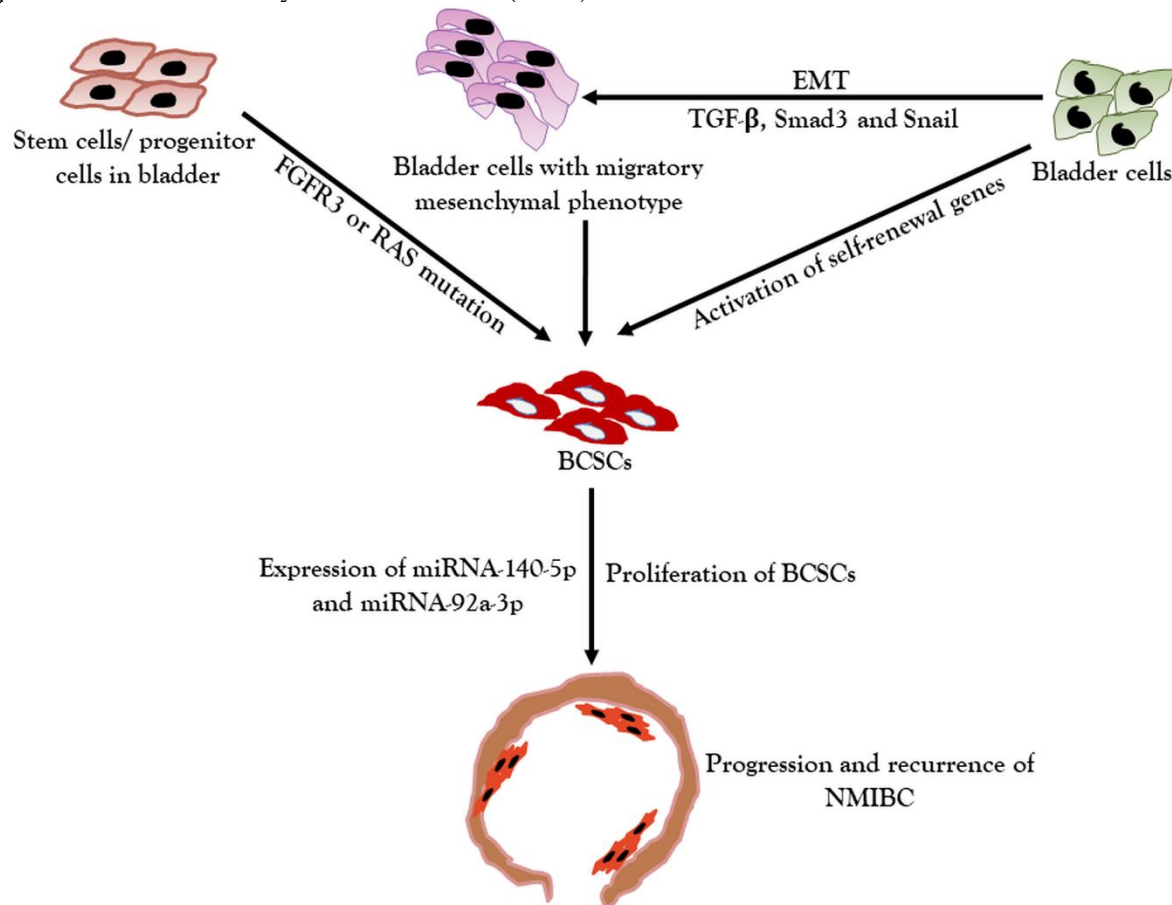 EMT
TGF-β, Smad3 and Snail
Stem cells/ progenitor
cells in bladder
Bladder cells with migratory
mesenchymal phenotype
Bladder cells
FGFR3 or RAS mutation
Activation of self-renewal genes
BCSCs
Expression of miRNA-140-5p
and miRNA-92a-3p
Proliferation of BCSCs
Progression and recurrence of
NMIBC